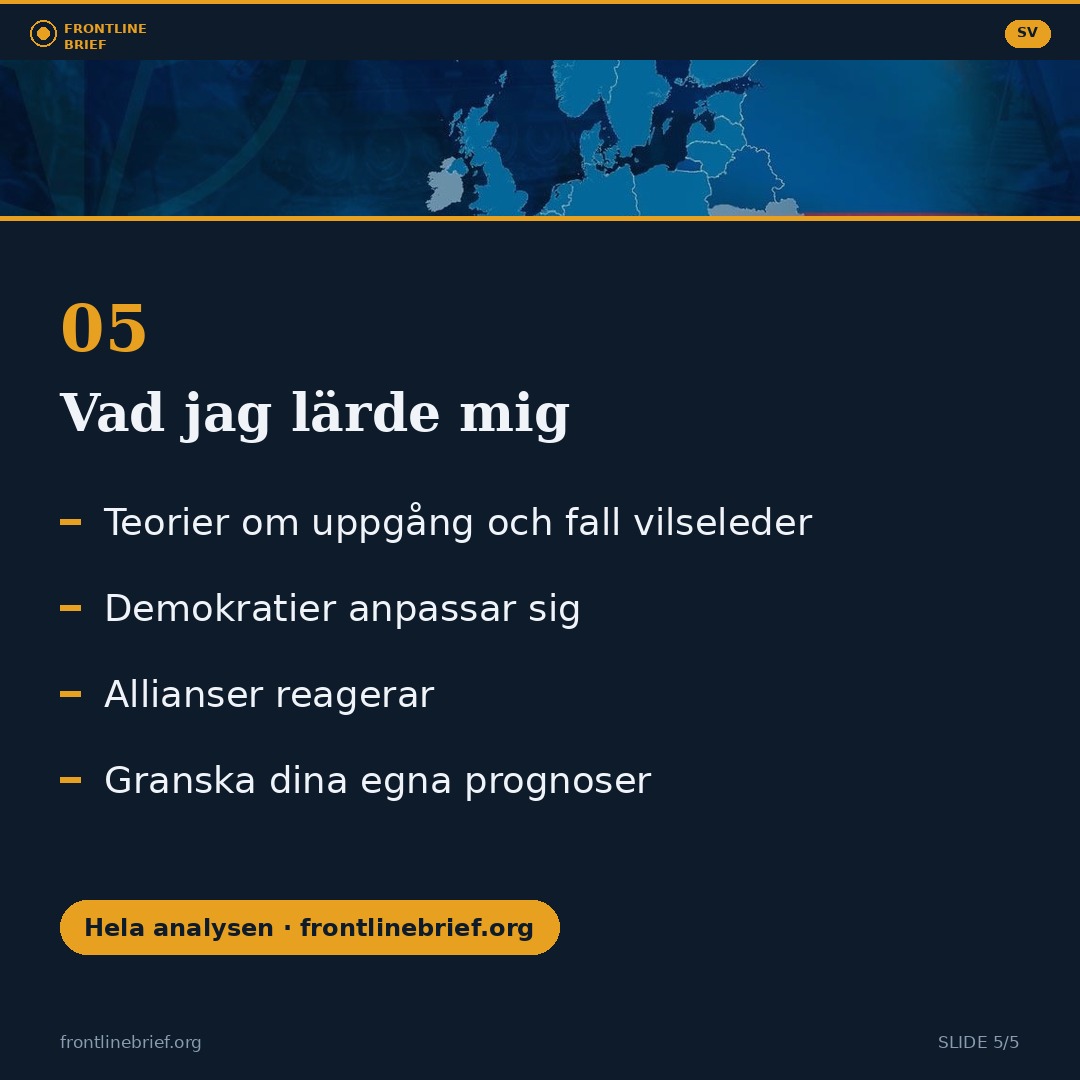 FRONTLINE
BRIEF
SV
05
Vad jag lärde mig
Teorier om uppgång och fall vilseleder
Demokratier anpassar sig
Allianser reagerar
Granska dina egna prognoser
Hela analysen · frontlinebrief.org
frontlinebrief.org
SLIDE 5/5